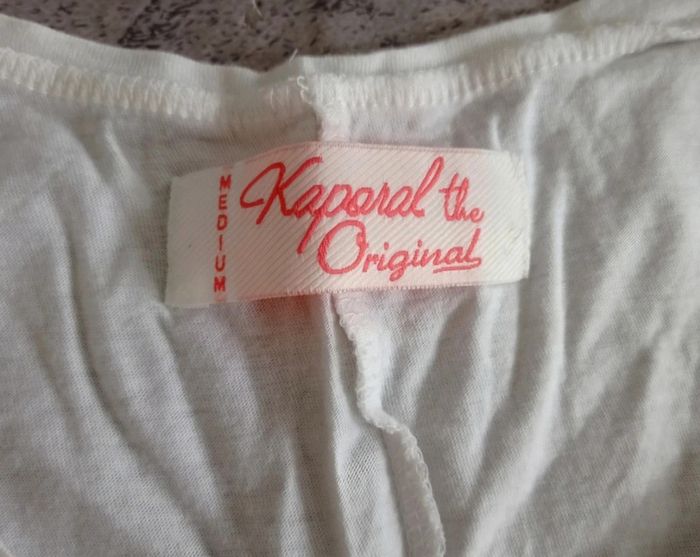 MEDIUM
Kaporal the
Original